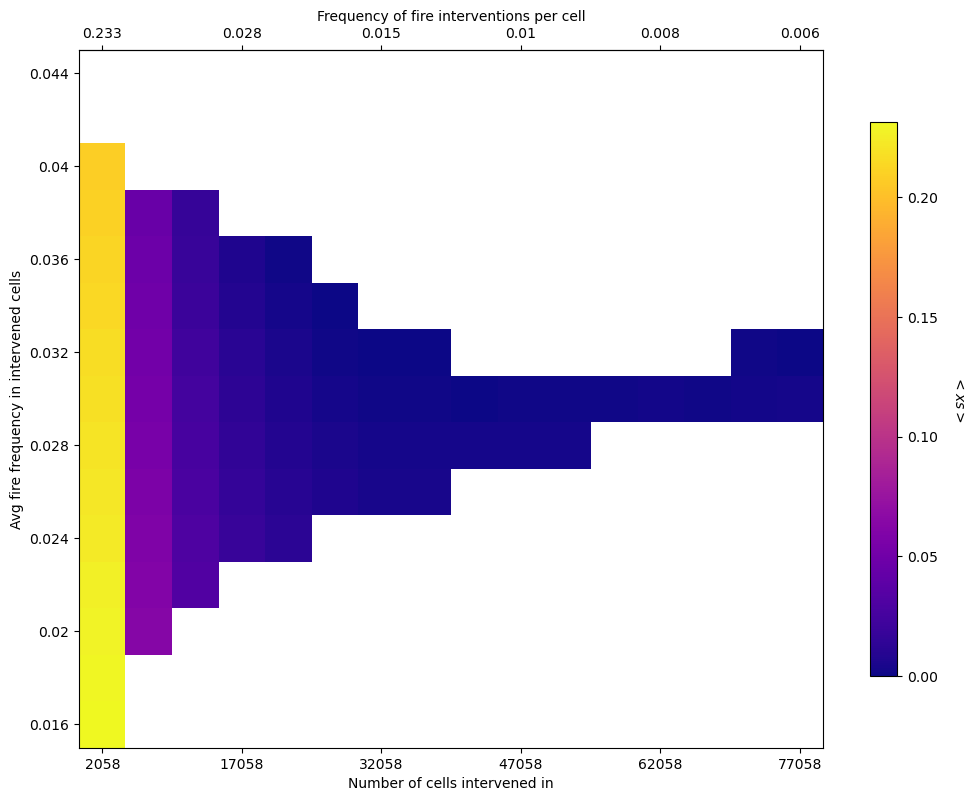 Frequency of fire interventions per cell
0.233 0.028 0.015 0.01 0.008 0.006
Avg fire frequency in intervened cells
0.044
0.04
0.036
0.032
0.028
0.024
0.02
0.016
2058 17058 32058 47058 62058 77058
Number of cells intervened in
0.20
0.15
0.10
0.05
0.00
< sx >